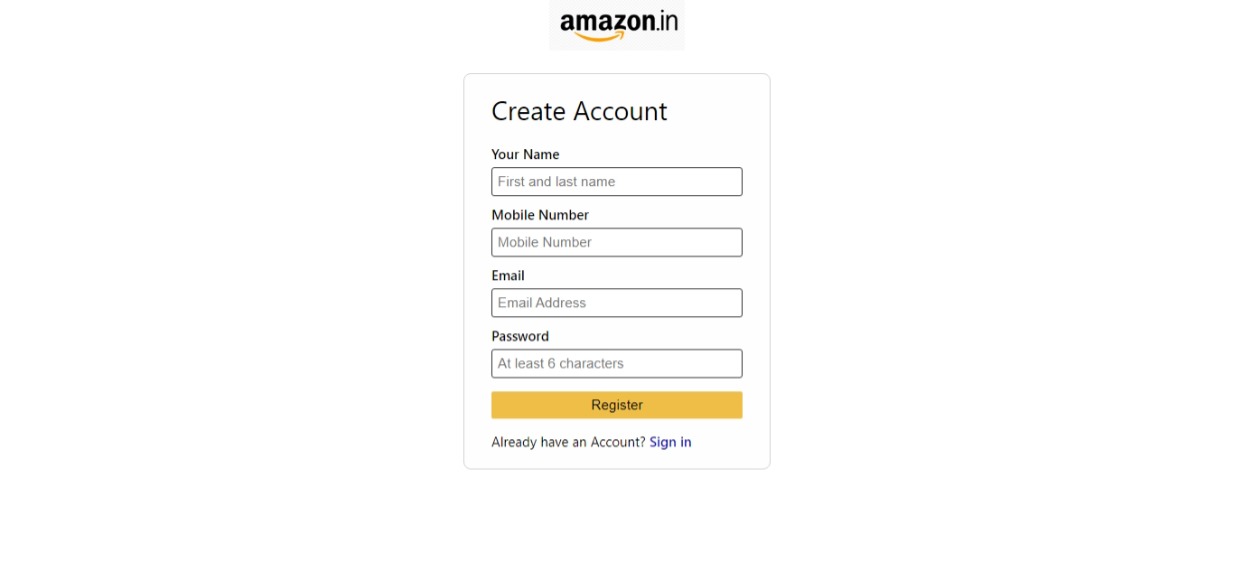 amazon.in
Create Account
Your Name
First and last name
Mobile Number
Mobile Number
Email
Email Address
Password
At least 6 characters
Register
Already have an Account? Sign in